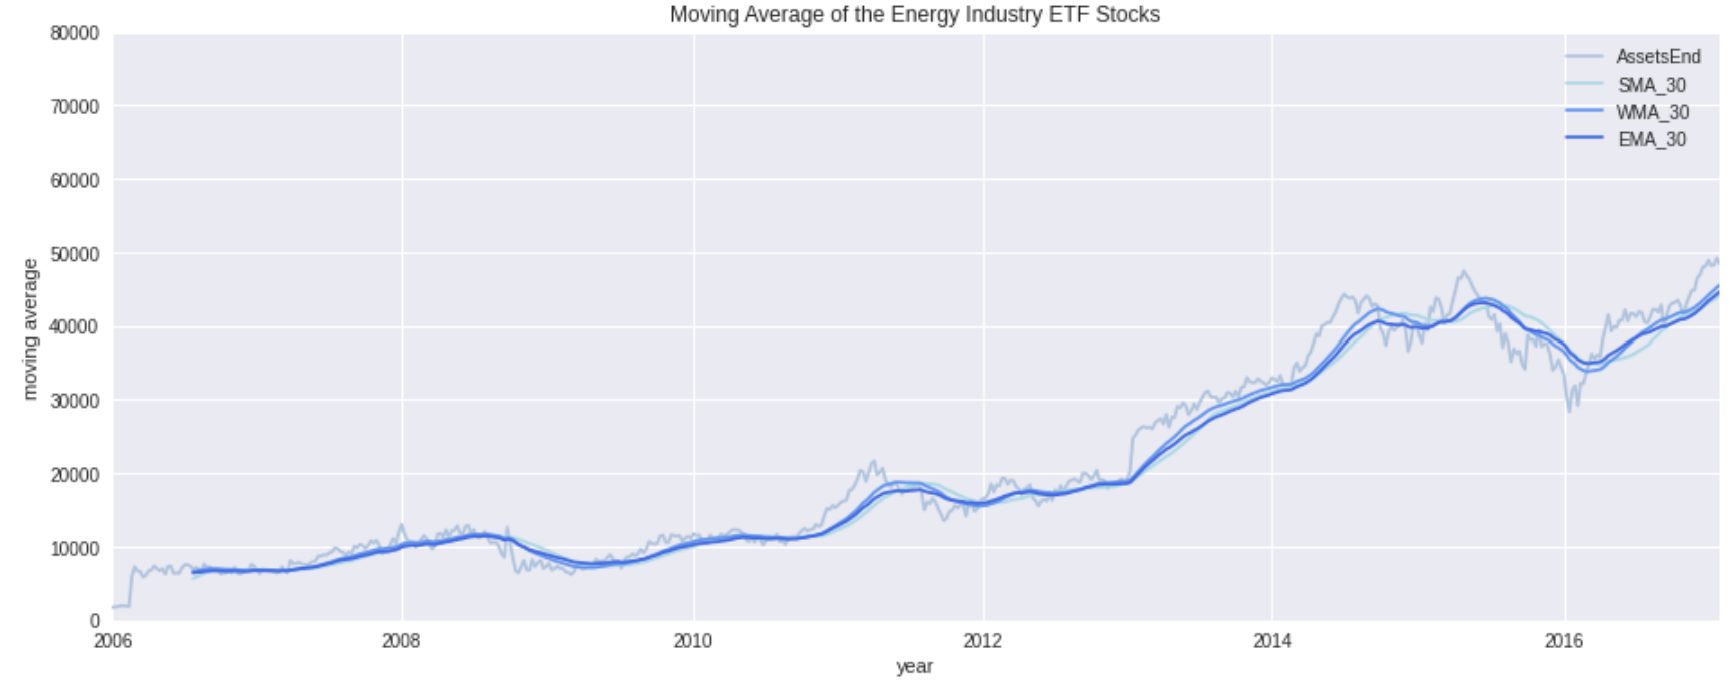 Moving Average of the Energy Industry ETF Stocks
80000
70000
60000
50000
40000
30000
20000
10000
0
moving average
AssetsEnd
SMA_30
WMA_30
EMA_30
2006 2008 2010 2012 2014 2016
year